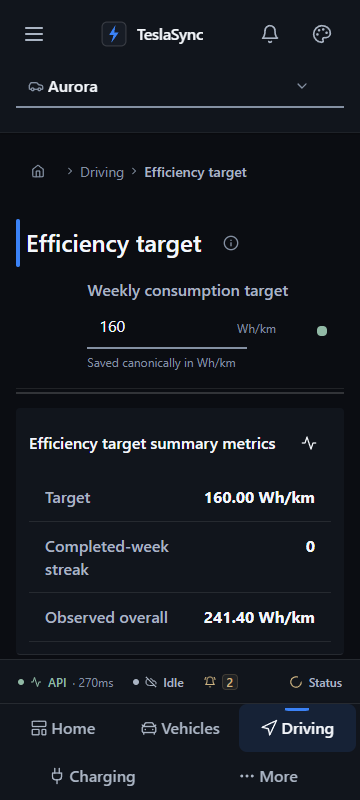 TeslaSync
Aurora
Driving
Efficiency target
Efficiency target
Weekly consumption target
160 Wh/km
Saved canonically in Wh/km
Efficiency target summary metrics
Target 160.00 Wh/km
Completed-week 0
streak
Observed overall 241.40 Wh/km
API · 270ms Idle 2 Status
Home Vehicles Driving
Charging More